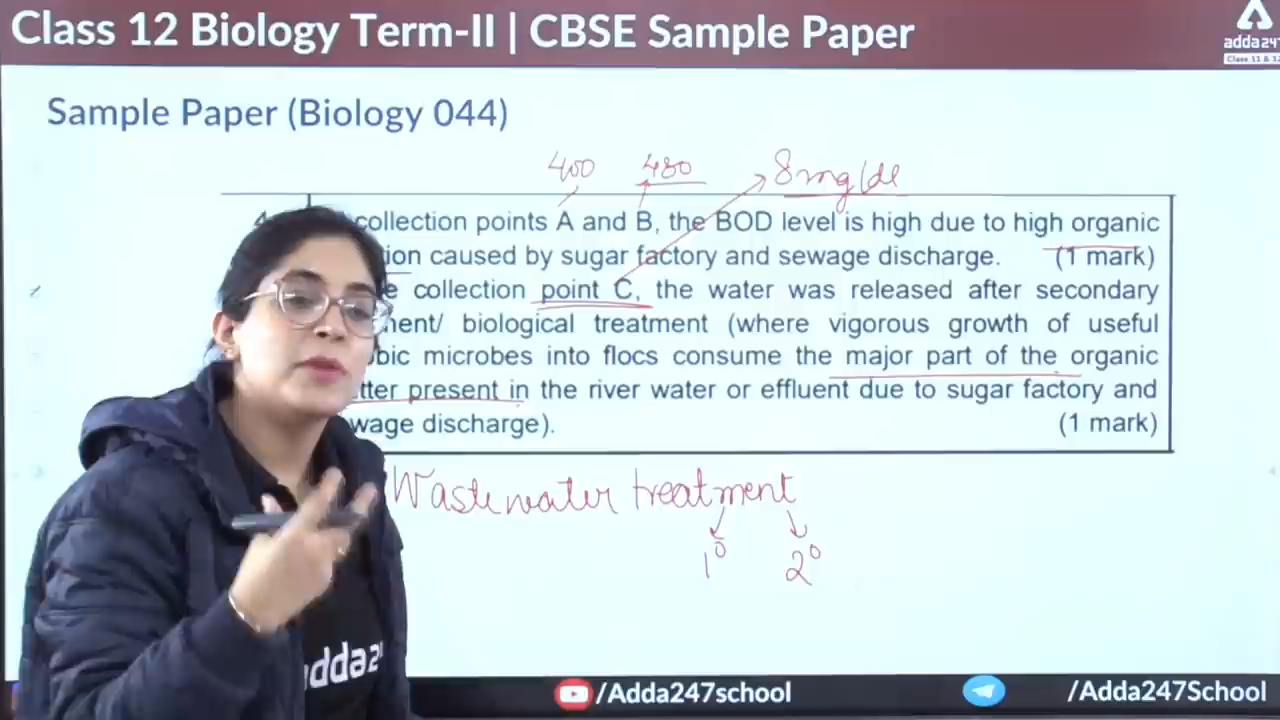 Class 12 Biology Term-II | CBSE Sample Paper
adda247
Class 11 & 12
Sample Paper (Biology 044)
400 480 8mg/dl
collection points A and B, the BOD level is high due to high organic
tion caused by sugar factory and sewage discharge. (1 mark)
e collection point C, the water was released after secondary
ment/ biological treatment (where vigorous growth of useful
bic microbes into flocs consume the major part of the organic
tter present in the river water or effluent due to sugar factory and
wage discharge). (1 mark)
Wastewater treatment
1° 2°
adda2
/Adda247school
/Adda247School